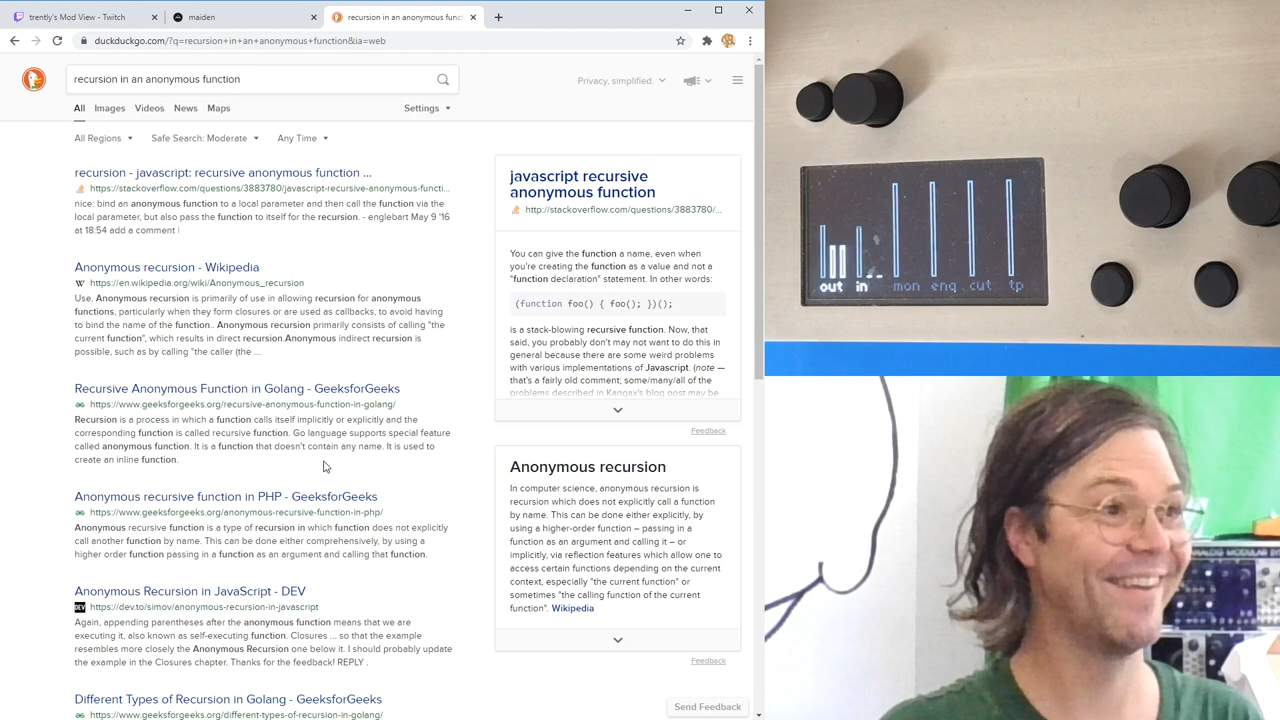 trently's Mod View - Twitch
maiden
recursion in an anonymous func
duckduckgo.com/?q=recursion+in+an+anonymous+function&ia=web
recursion in an anonymous function
Privacy, simplified.
All Images Videos News Maps
Settings
All Regions
Safe Search: Moderate
Any Time
recursion - javascript: recursive anonymous function ...
https://stackoverflow.com/questions/3883780/javascript-recursive-anonymous-functi...
nice: bind an anonymous function to a local parameter and then call the function via the
local parameter, but also pass the function to itself for the recursion. - englebart May 9 '16
at 18:54 add a comment |
Anonymous recursion - Wikipedia
https://en.wikipedia.org/wiki/Anonymous_recursion
Use. Anonymous recursion is primarily of use in allowing recursion for anonymous
functions, particularly when they form closures or are used as callbacks, to avoid having
to bind the name of the function.. Anonymous recursion primarily consists of calling "the
current function", which results in direct recursion.Anonymous indirect recursion is
possible, such as by calling "the caller (the ...
Recursive Anonymous Function in Golang - GeeksforGeeks
https://www.geeksforgeeks.org/recursive-anonymous-function-in-golang/
Recursion is a process in which a function calls itself implicitly or explicitly and the
corresponding function is called recursive function. Go language supports special feature
called anonymous function. It is a function that doesn't contain any name. It is used to
create an inline function.
Anonymous recursive function in PHP - GeeksforGeeks
https://www.geeksforgeeks.org/anonymous-recursive-function-in-php/
Anonymous recursive function is a type of recursion in which function does not explicitly
call another function by name. This can be done either comprehensively, by using a
higher order function passing in a function as an argument and calling that function.
Anonymous Recursion in JavaScript - DEV
DEV
https://dev.to/simov/anonymous-recursion-in-javascript
Again, appending parentheses after the anonymous function means that we are
executing it, also known as self-executing function. Closures ... so that the example
resembles more closely the Anonymous Recursion one below it. I should probably update
the example in the Closures chapter. Thanks for the feedback! REPLY .
Different Types of Recursion in Golang - GeeksforGeeks
https://www.geeksforgeeks.org/different-types-of-recursion-in-golang/
javascript recursive
anonymous function
http://stackoverflow.com/questions/3883780/...
You can give the function a name, even when
you're creating the function as a value and not a
"function declaration" statement. In other words:
(function foo() { foo(); })();
is a stack-blowing recursive function. Now, that
said, you probably don't may not want to do this in
general because there are some weird problems
with various implementations of Javascript. (note —
that's a fairly old comment; some/many/all of the
problems described in Kangax's blog post may be
Feedback
Anonymous recursion
In computer science, anonymous recursion is
recursion which does not explicitly call a function
by name. This can be done either explicitly, by
using a higher-order function – passing in a
function as an argument and calling it – or
implicitly, via reflection features which allow one to
access certain functions depending on the current
context, especially "the current function" or
sometimes "the calling function of the current
function". Wikipedia
Feedback
Send Feedback
out in mon eng cut tp
ANALOG MODULAR SY